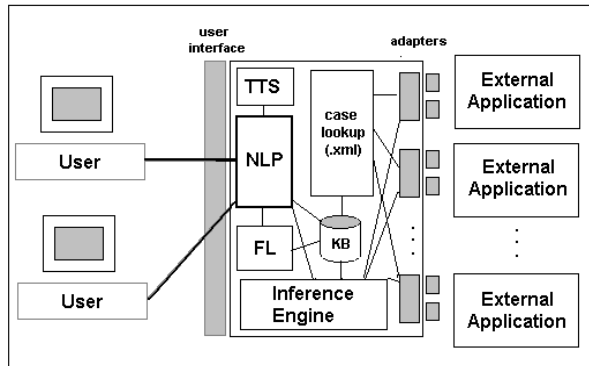 user
interface
adapters
TTS
NLP
FL
case
lookup
(.xml)
KB
Inference
Engine
User
User
External
Application
External
Application
External
Application